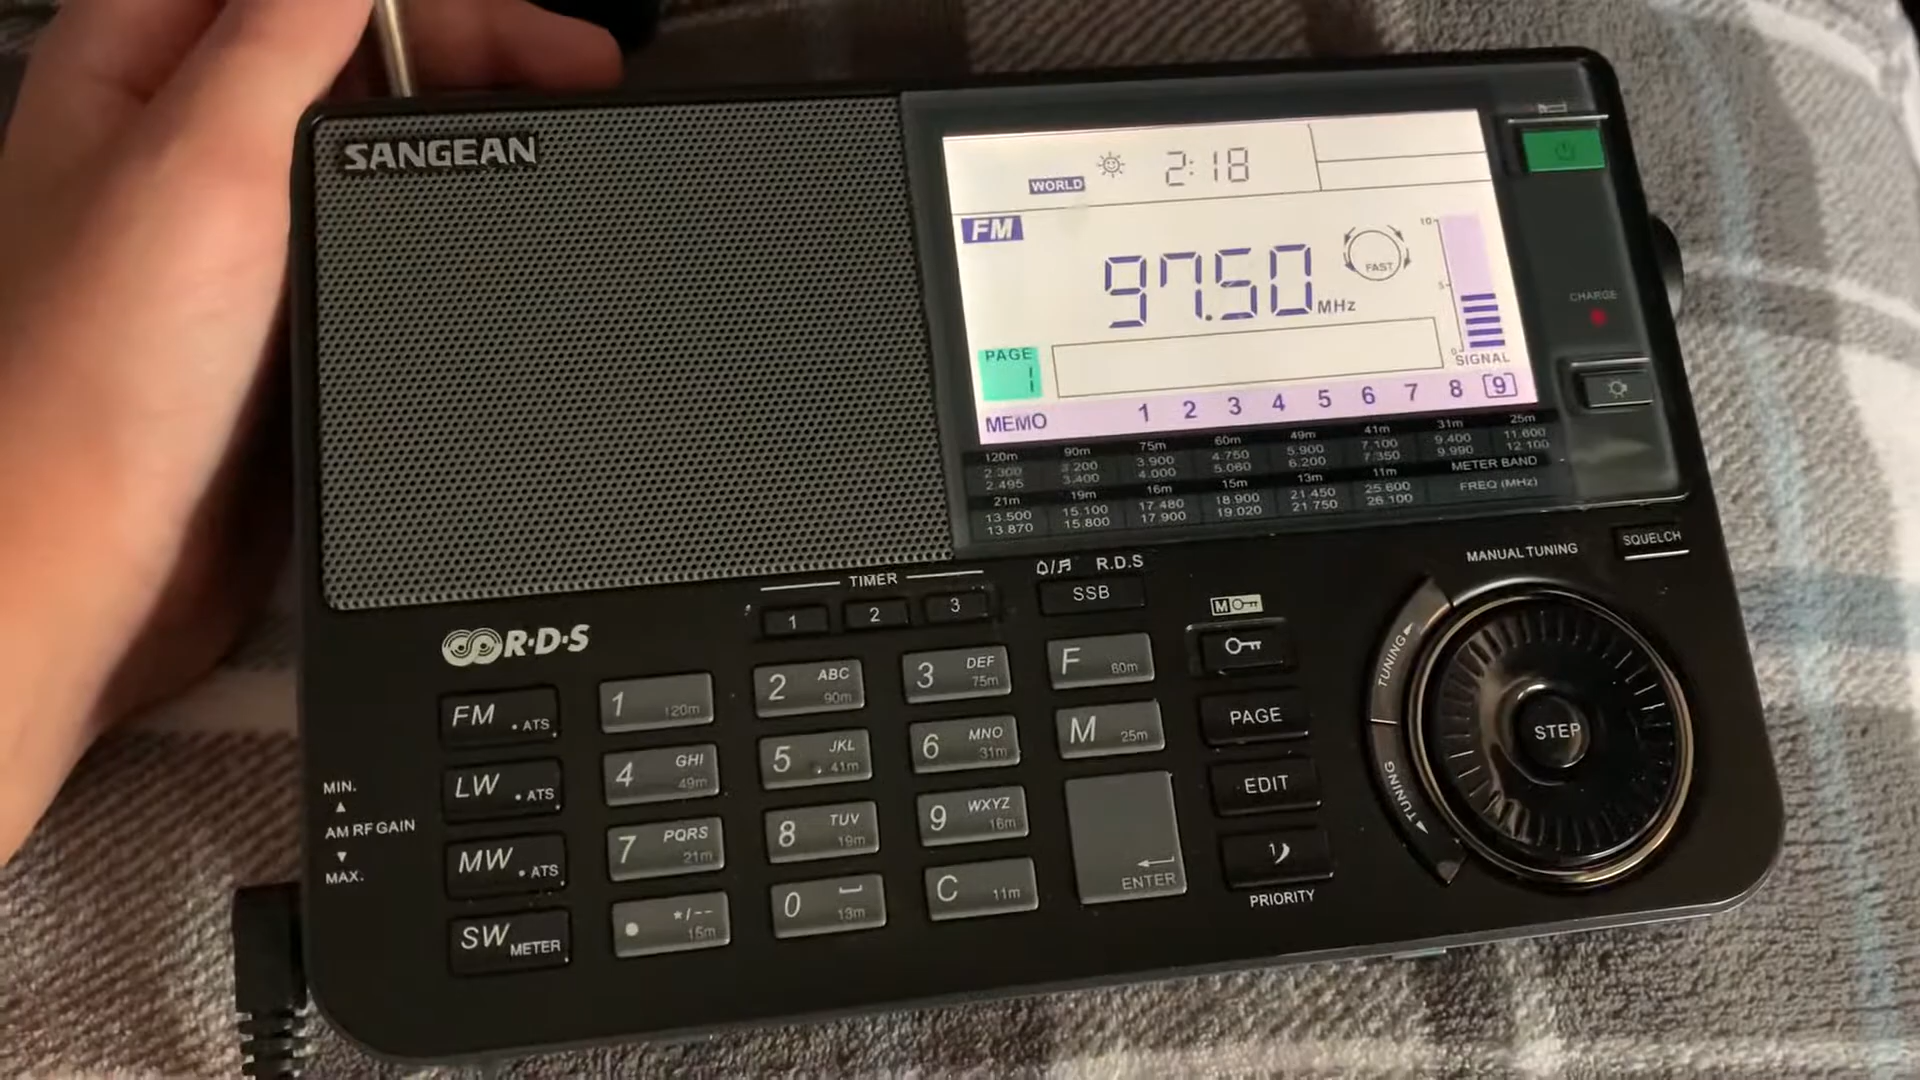 SANGEAN
WORLD 2:18
FM
97.50 MHz
FAST
10
5
0
SIGNAL
PAGE
1
MEMO 1 2 3 4 5 6 7 8 9
120m 90m 75m 60m 49m 41m 31m 25m
2.300 3.200 3.900 4.750 5.900 7.100 9.400 11.600
2.495 3.400 4.000 5.060 6.200 7.350 9.990 12.100
21m 19m 16m 15m 13m 11m METER BAND
13.500 15.100 17.480 18.900 21.450 25.600 FREQ (MHz)
13.870 15.800 17.900 19.020 21.750 26.100
CHARGE
SQUELCH
MANUAL TUNING
TUNING
TUNING
STEP
R·D·S
TIMER
1 2 3
R.D.S
SSB
FM • ATS
LW • ATS
MW • ATS
SW METER
MIN.
AM RF GAIN
MAX.
1 120m
2 ABC 90m
3 DEF 75m
F 60m
4 GHI 49m
5 JKL 41m
6 MNO 31m
M 25m
7 PQRS 21m
8 TUV 19m
9 WXYZ 16m
ENTER
• */-- 15m
0 13m
C 11m
M
PAGE
EDIT
1
PRIORITY